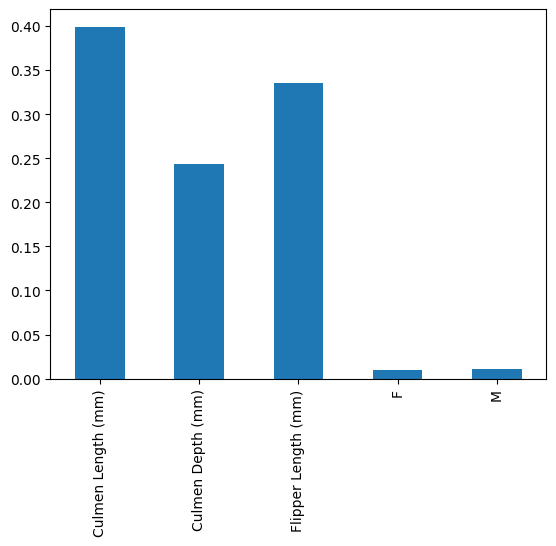 0.40
0.35
0.30
0.25
0.20
0.15
0.10
0.05
0.00
Culmen Length (mm)
Culmen Depth (mm)
Flipper Length (mm)
F
M